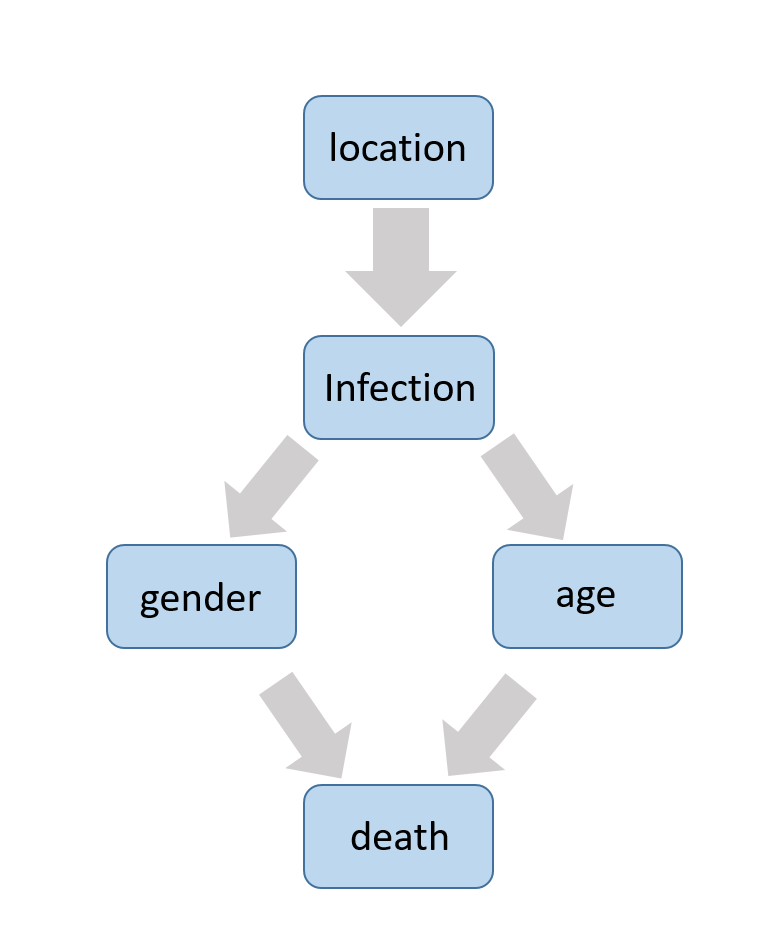 location
Infection
gender
age
death